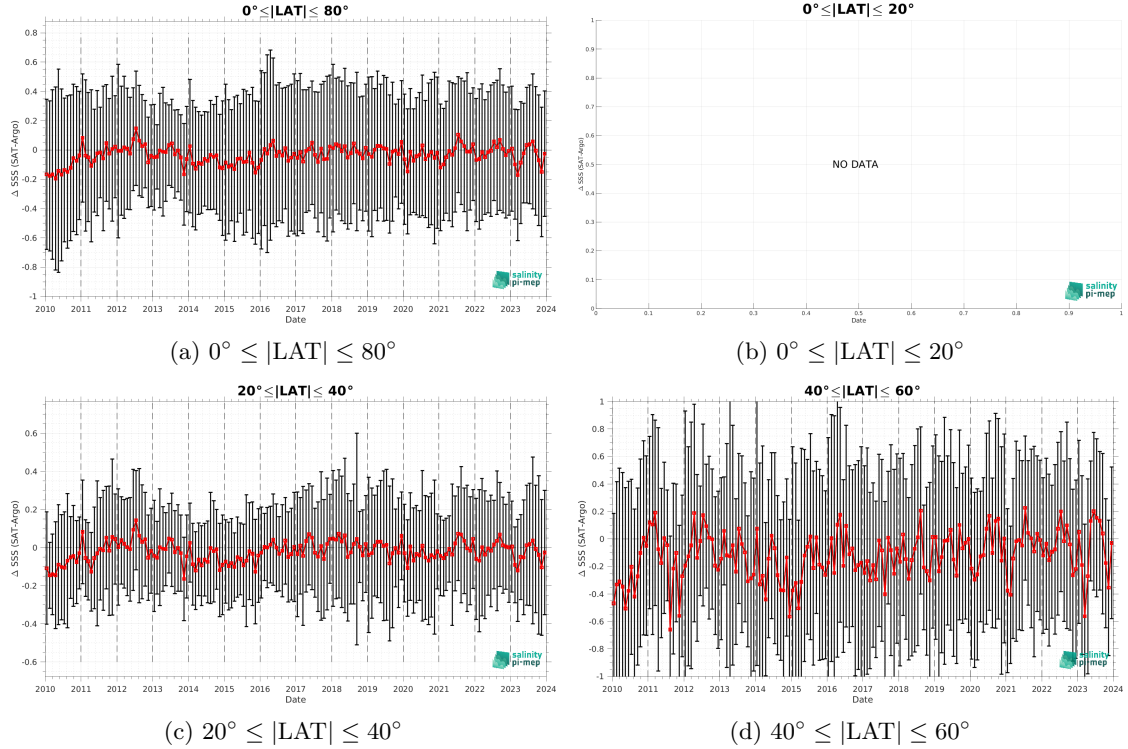 0°≤|LAT|≤ 80°
0.8
0.6
0.4
0.2
0
-0.2
-0.4
-0.6
-0.8
-1
Δ SSS (SAT-Argo)
2010 2011 2012 2013 2014 2015 2016 2017 2018 2019 2020 2021 2022 2023 2024
Date
salinity
pi-mep
(a) 0° ≤ |LAT| ≤ 80°
0°≤|LAT|≤ 20°
1
0.9
0.8
0.7
0.6
0.5
0.4
0.3
0.2
0.1
0
Δ SSS (SAT-Argo)
NO DATA
0 0.1 0.2 0.3 0.4 0.5 0.6 0.7 0.8 0.9 1
Date
salinity
pi-mep
(b) 0° ≤ |LAT| ≤ 20°
20°≤|LAT|≤ 40°
0.6
0.4
0.2
0
-0.2
-0.4
-0.6
Δ SSS (SAT-Argo)
2010 2011 2012 2013 2014 2015 2016 2017 2018 2019 2020 2021 2022 2023 2024
Date
salinity
pi-mep
(c) 20° ≤ |LAT| ≤ 40°
40°≤|LAT|≤ 60°
1
0.8
0.6
0.4
0.2
0
-0.2
-0.4
-0.6
-0.8
-1
Δ SSS (SAT-Argo)
2010 2011 2012 2013 2014 2015 2016 2017 2018 2019 2020 2021 2022 2023 2024
Date
salinity
pi-mep
(d) 40° ≤ |LAT| ≤ 60°